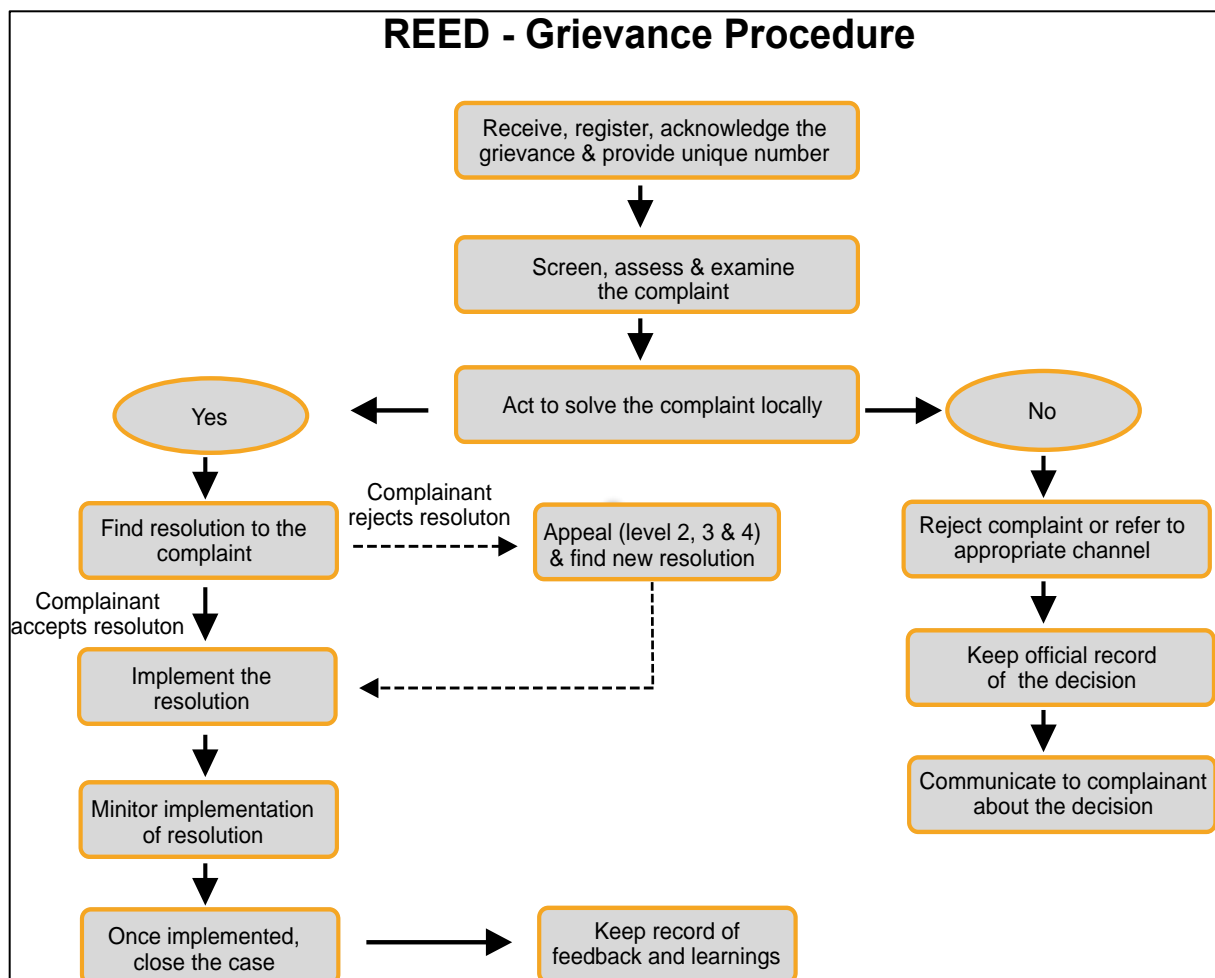 REED - Grievance Procedure
Receive, register, acknowledge the
grievance & provide unique number
Screen, assess & examine
the complaint
Act to solve the complaint locally
Yes
No
Find resolution to the
complaint
Complainant
rejects resoluton
Appeal (level 2, 3 & 4)
& find new resolution
Reject complaint or refer to
appropriate channel
Complainant
accepts resoluton
Implement the
resolution
Keep official record
of the decision
Minitor implementation
of resolution
Communicate to complainant
about the decision
Once implemented,
close the case
Keep record of
feedback and learnings